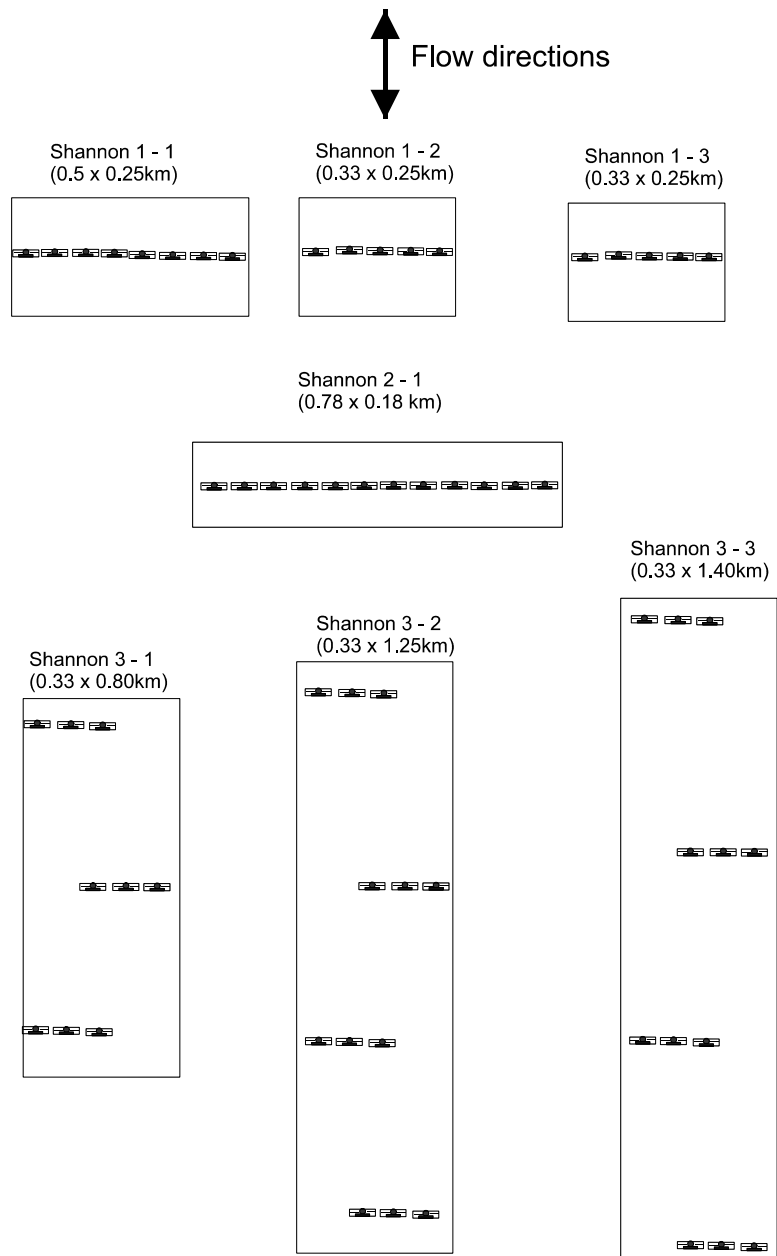 Flow directions
Shannon 1 - 1
(0.5 x 0.25km)
Shannon 1 - 2
(0.33 x 0.25km)
Shannon 1 - 3
(0.33 x 0.25km)
Shannon 2 - 1
(0.78 x 0.18 km)
Shannon 3 - 1
(0.33 x 0.80km)
Shannon 3 - 2
(0.33 x 1.25km)
Shannon 3 - 3
(0.33 x 1.40km)